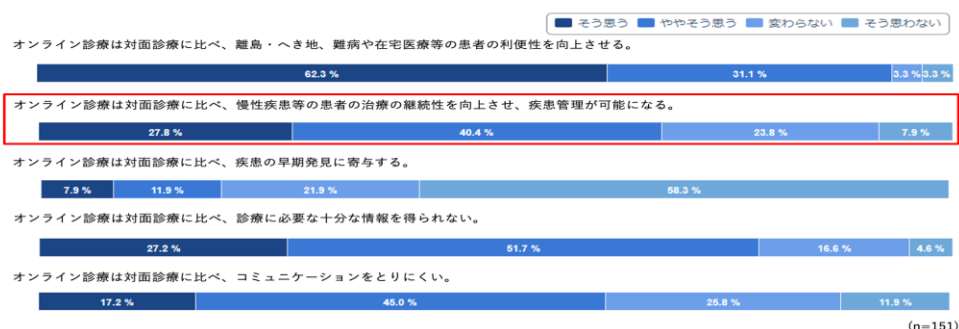 そう思う ややそう思う 変わらない そう思わない
オンライン診療は対面診療に比べ、離島・へき地、難病や在宅医療等の患者の利便性を向上させる。
62.3 % 31.1 % 3.3 % 3.3 %
オンライン診療は対面診療に比べ、慢性疾患等の患者の治療の継続性を向上させ、疾患管理が可能になる。
27.8 % 40.4 % 23.8 % 7.9 %
オンライン診療は対面診療に比べ、疾患の早期発見に寄与する。
7.9 % 11.9 % 21.9 % 58.3 %
オンライン診療は対面診療に比べ、診療に必要な十分な情報を得られない。
27.2 % 51.7 % 16.6 % 4.6 %
オンライン診療は対面診療に比べ、コミュニケーションをとりにくい。
17.2 % 45.0 % 25.8 % 11.9 %
(n=151)